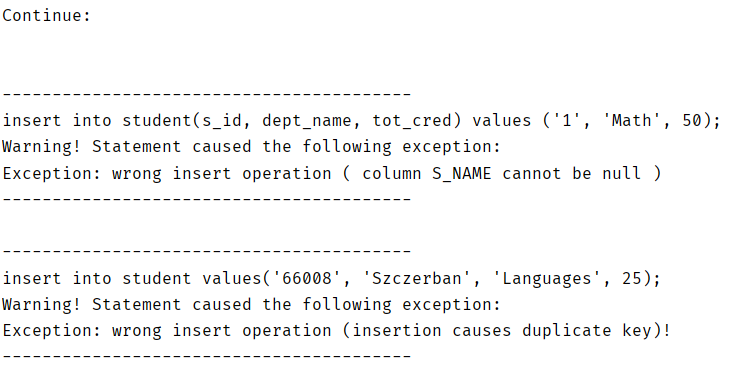 Continue:
-----------------------------------------
insert into student(s_id, dept_name, tot_cred) values ('1', 'Math', 50);
Warning! Statement caused the following exception:
Exception: wrong insert operation ( column S_NAME cannot be null )
-----------------------------------------
-----------------------------------------
insert into student values('66008', 'Szczerban', 'Languages', 25);
Warning! Statement caused the following exception:
Exception: wrong insert operation (insertion causes duplicate key)!
-----------------------------------------